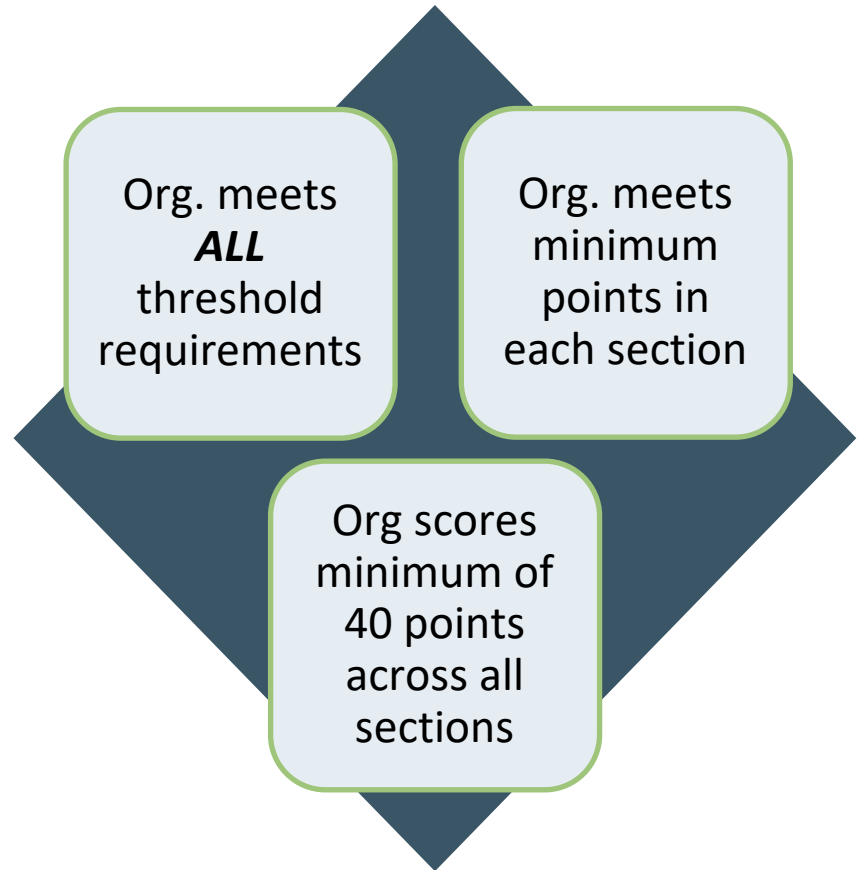 Org. meets
ALL
threshold
requirements
Org. meets
minimum
points in
each section
Org scores
minimum of
40 points
across all
sections